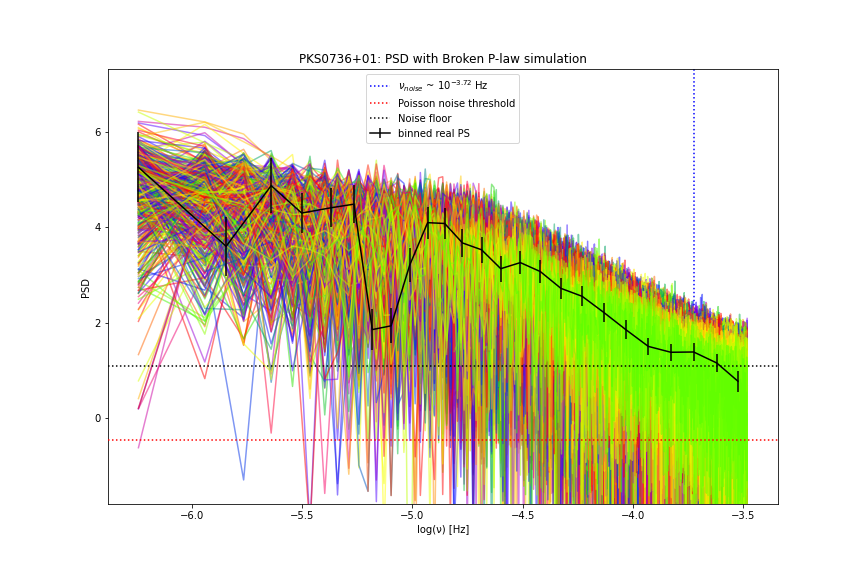 PKS0736+01: PSD with Broken P-law simulation
ν_noise ~ 10^−3.72 Hz
Poisson noise threshold
Noise floor
binned real PS
PSD
6
4
2
0
−6.0 −5.5 −5.0 −4.5 −4.0 −3.5
log(ν) [Hz]